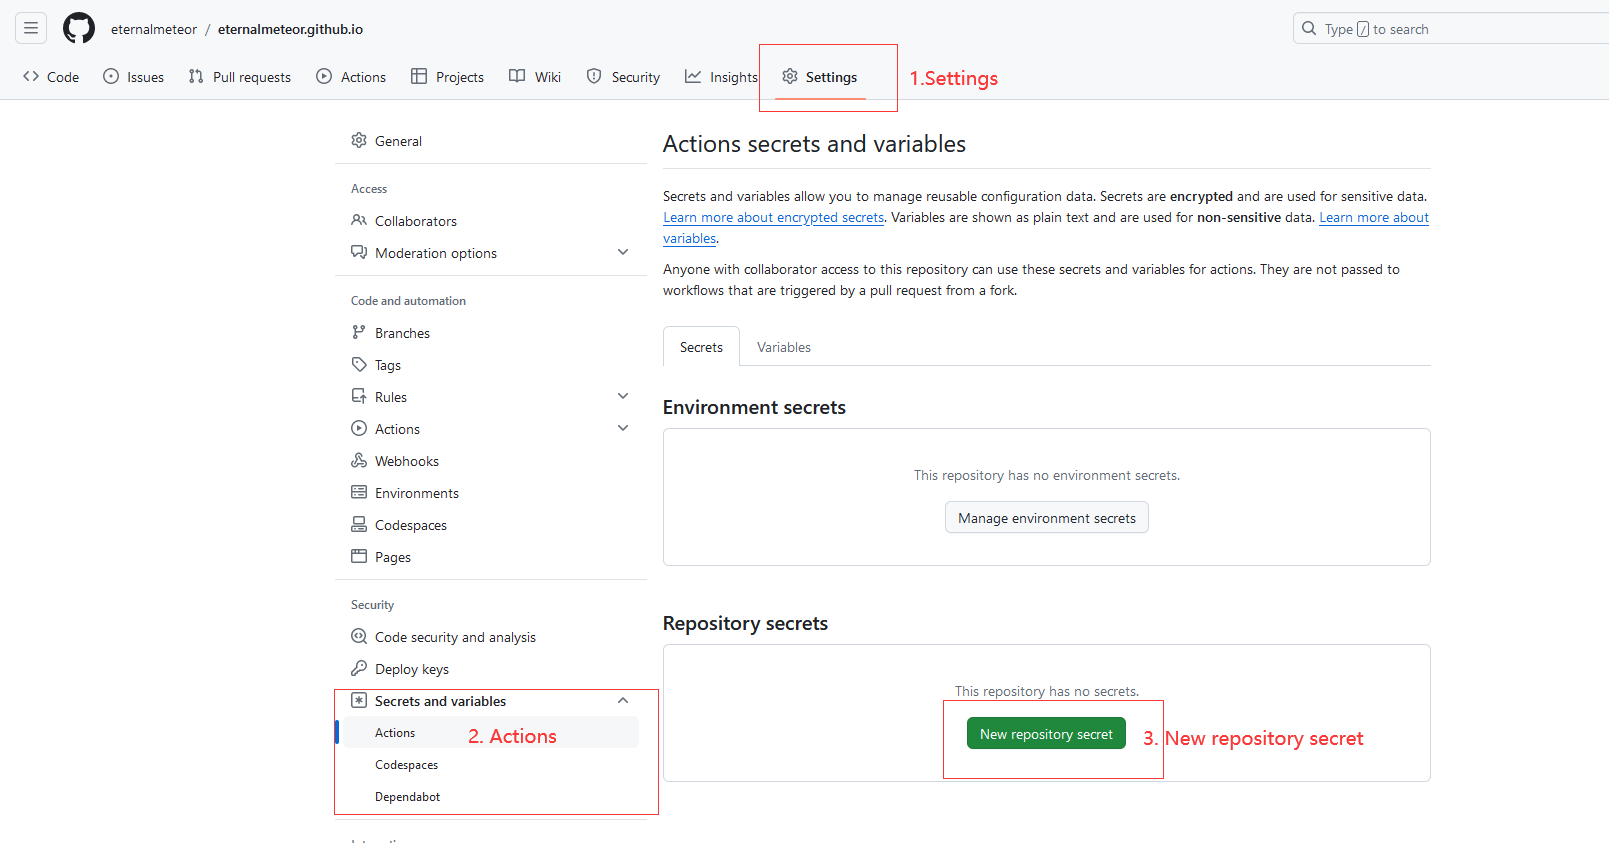 eternalmeteor / eternalmeteor.github.io
Type / to search
Code
Issues
Pull requests
Actions
Projects
Wiki
Security
Insights
Settings
1.Settings
General
Access
Collaborators
Moderation options
Code and automation
Branches
Tags
Rules
Actions
Webhooks
Environments
Codespaces
Pages
Security
Code security and analysis
Deploy keys
Secrets and variables
Actions
2. Actions
Codespaces
Dependabot
Actions secrets and variables
Secrets and variables allow you to manage reusable configuration data. Secrets are encrypted and are used for sensitive data.
Learn more about encrypted secrets. Variables are shown as plain text and are used for non-sensitive data. Learn more about
variables.
Anyone with collaborator access to this repository can use these secrets and variables for actions. They are not passed to
workflows that are triggered by a pull request from a fork.
Secrets
Variables
Environment secrets
This repository has no environment secrets.
Manage environment secrets
Repository secrets
This repository has no secrets.
New repository secret
3. New repository secret